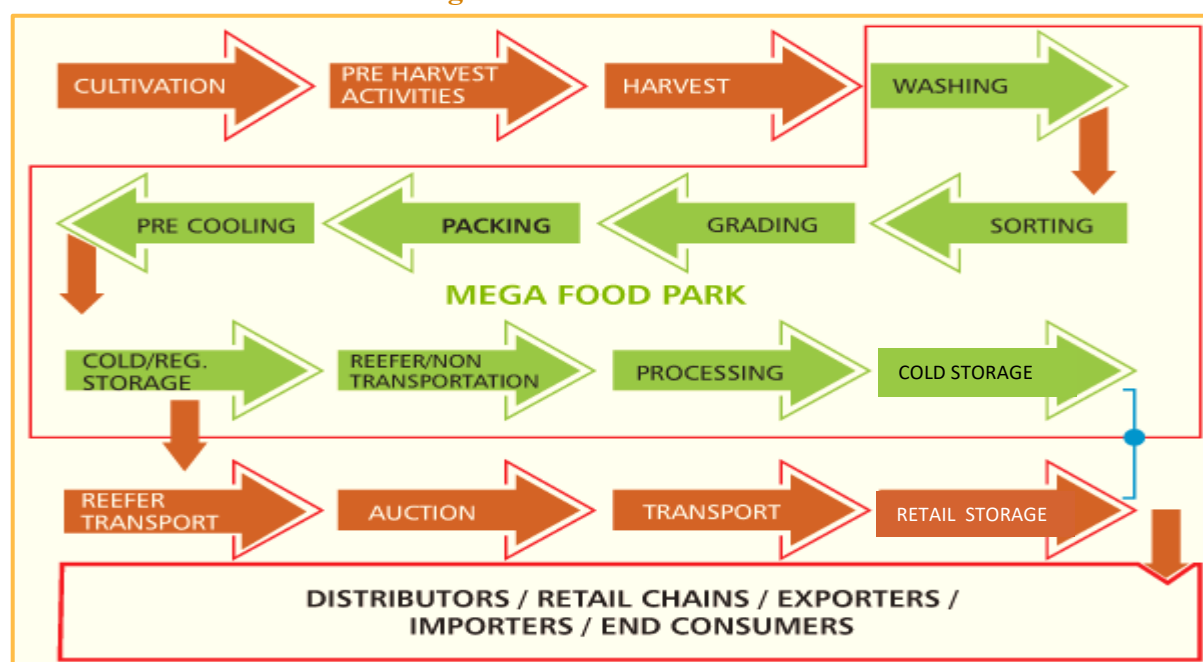 CULTIVATION
PRE HARVEST
ACTIVITIES
HARVEST
WASHING
PRE COOLING
PACKING
GRADING
SORTING
MEGA FOOD PARK
COLD/REG.
STORAGE
REEFER/NON
TRANSPORTATION
PROCESSING
COLD STORAGE
REEFER
TRANSPORT
AUCTION
TRANSPORT
RETAIL STORAGE
DISTRIBUTORS / RETAIL CHAINS / EXPORTERS /
IMPORTERS / END CONSUMERS